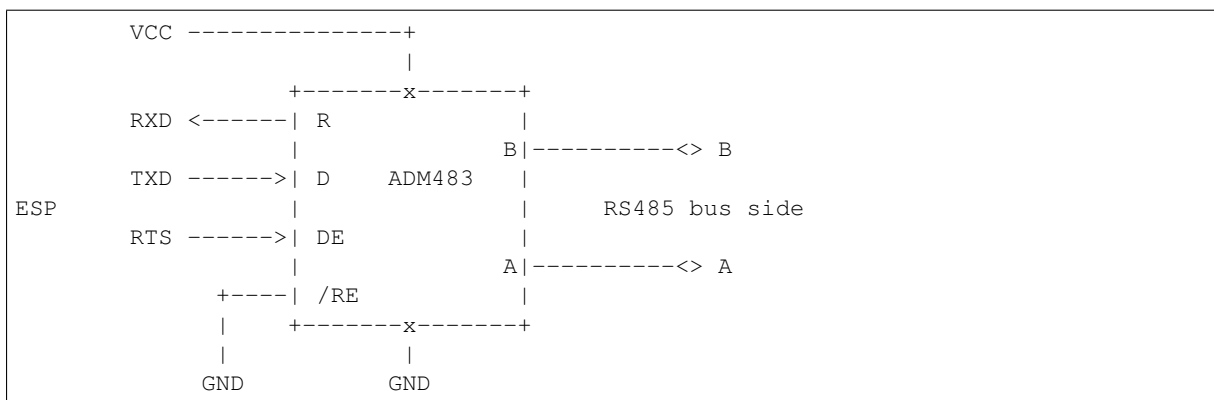 VCC ---------------+
|
+-------x-------+
RXD <------| R |
| B|----------<> B
TXD ------>| D ADM483 |
ESP | | RS485 bus side
RTS ------>| DE |
| A|----------<> A
+----| /RE |
| +-------x-------+
| |
GND GND